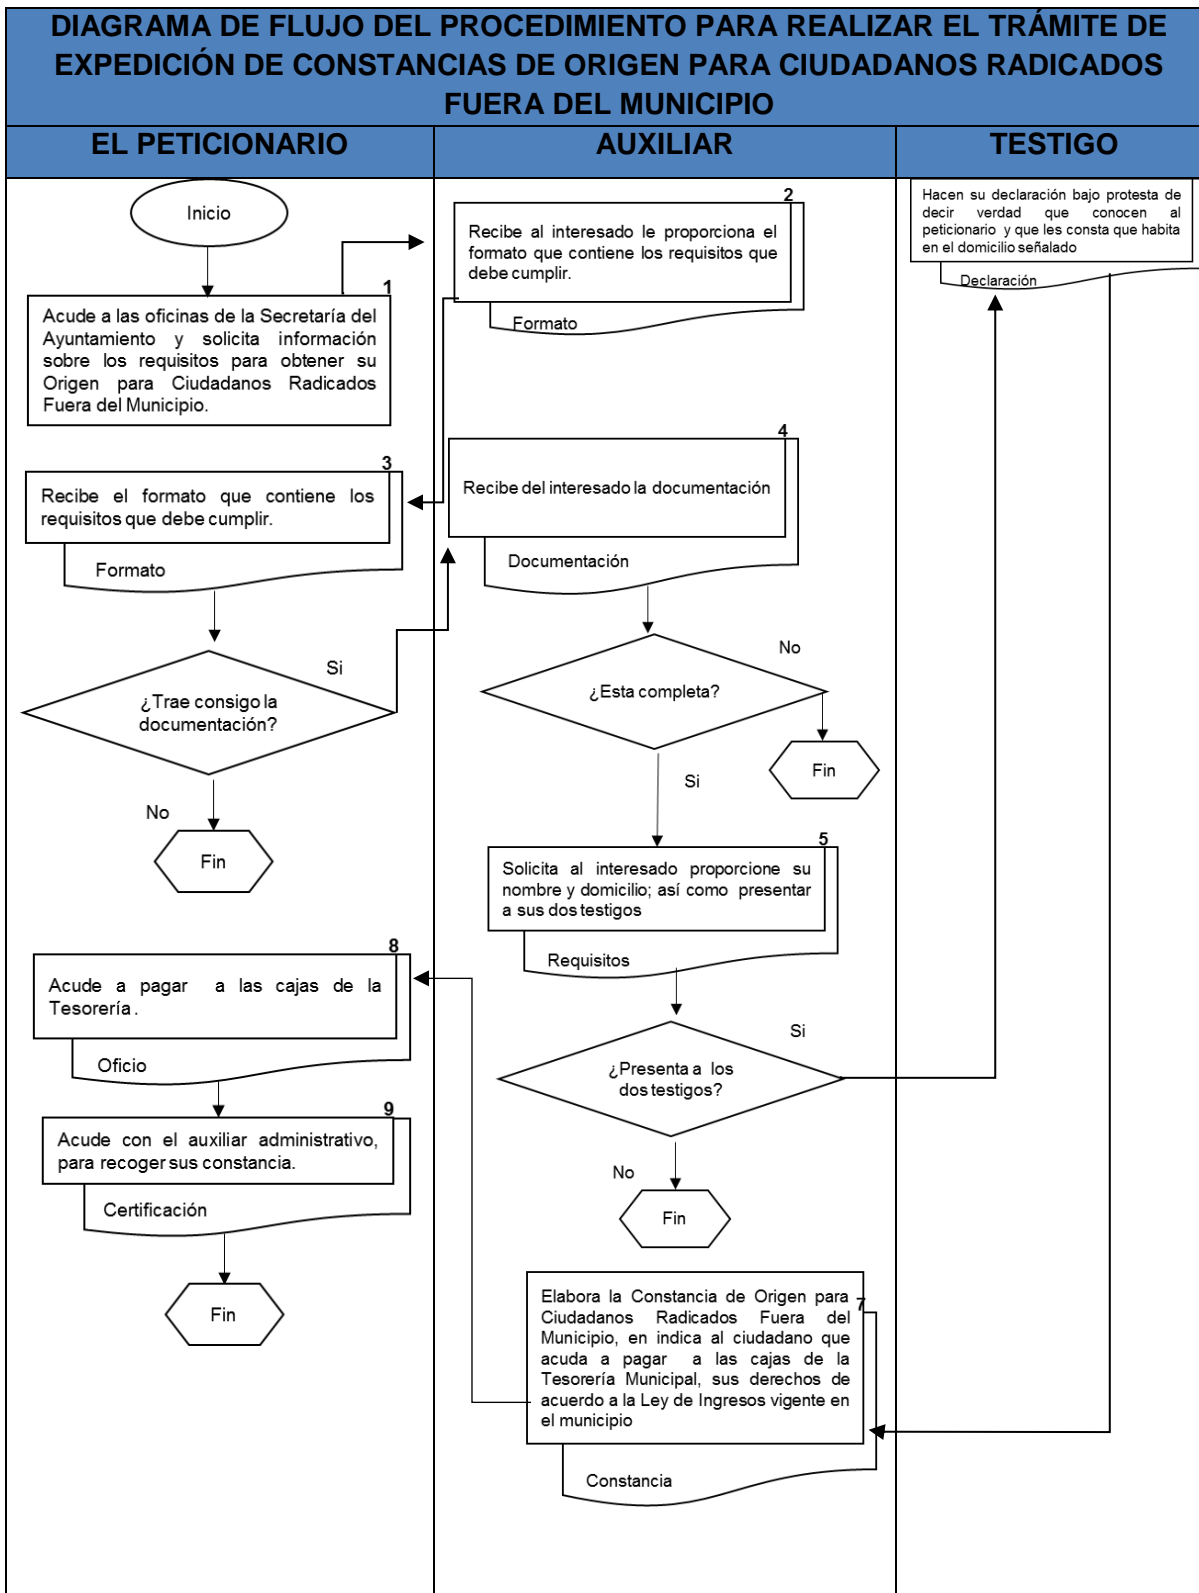 DIAGRAMA DE FLUJO DEL PROCEDIMIENTO PARA REALIZAR EL TRÁMITE DE
EXPEDICIÓN DE CONSTANCIAS DE ORIGEN PARA CIUDADANOS RADICADOS
FUERA DEL MUNICIPIO
EL PETICIONARIO
AUXILIAR
TESTIGO
Inicio
1
Acude a las oficinas de la Secretaría del
Ayuntamiento y solicita información
sobre los requisitos para obtener su
Origen para Ciudadanos Radicados
Fuera del Municipio.
2
Recibe al interesado le proporciona el
formato que contiene los requisitos que
debe cumplir.
Formato
Hacen su declaración bajo protesta de
decir verdad que conocen al
peticionario y que les consta que habita
en el domicilio señalado
Declaración
3
Recibe el formato que contiene los
requisitos que debe cumplir.
Formato
4
Recibe del interesado la documentación
Documentación
Si
¿Trae consigo la
documentación?
No
Fin
No
¿Esta completa?
Fin
Si
5
Solicita al interesado proporcione su
nombre y domicilio; así como presentar
a sus dos testigos
Requisitos
Si
¿Presenta a los
dos testigos?
No
Fin
7
Elabora la Constancia de Origen para
Ciudadanos Radicados Fuera del
Municipio, en indica al ciudadano que
acuda a pagar a las cajas de la
Tesorería Municipal, sus derechos de
acuerdo a la Ley de Ingresos vigente en
el municipio
Constancia
8
Acude a pagar a las cajas de la
Tesorería .
Oficio
9
Acude con el auxiliar administrativo,
para recoger sus constancia.
Certificación
Fin